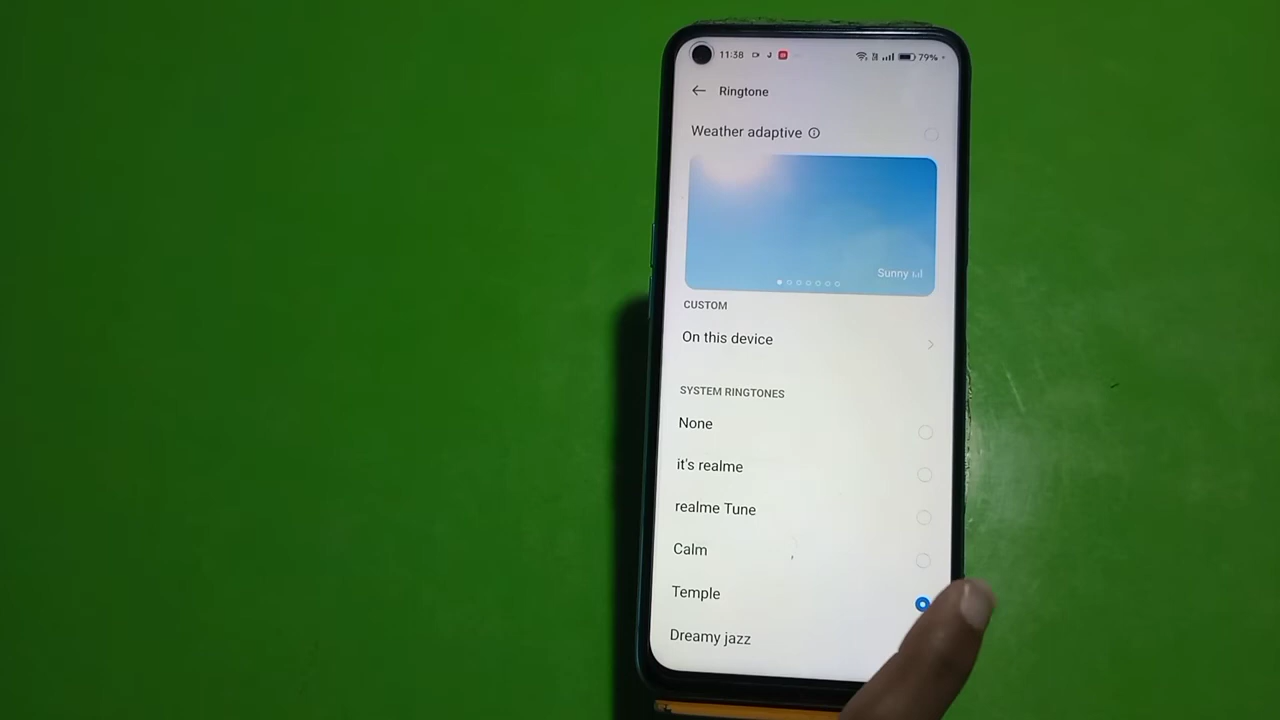 11:38
79%
Ringtone
Weather adaptive
Sunny
CUSTOM
On this device
SYSTEM RINGTONES
None
it's realme
realme Tune
Calm
Temple
Dreamy jazz